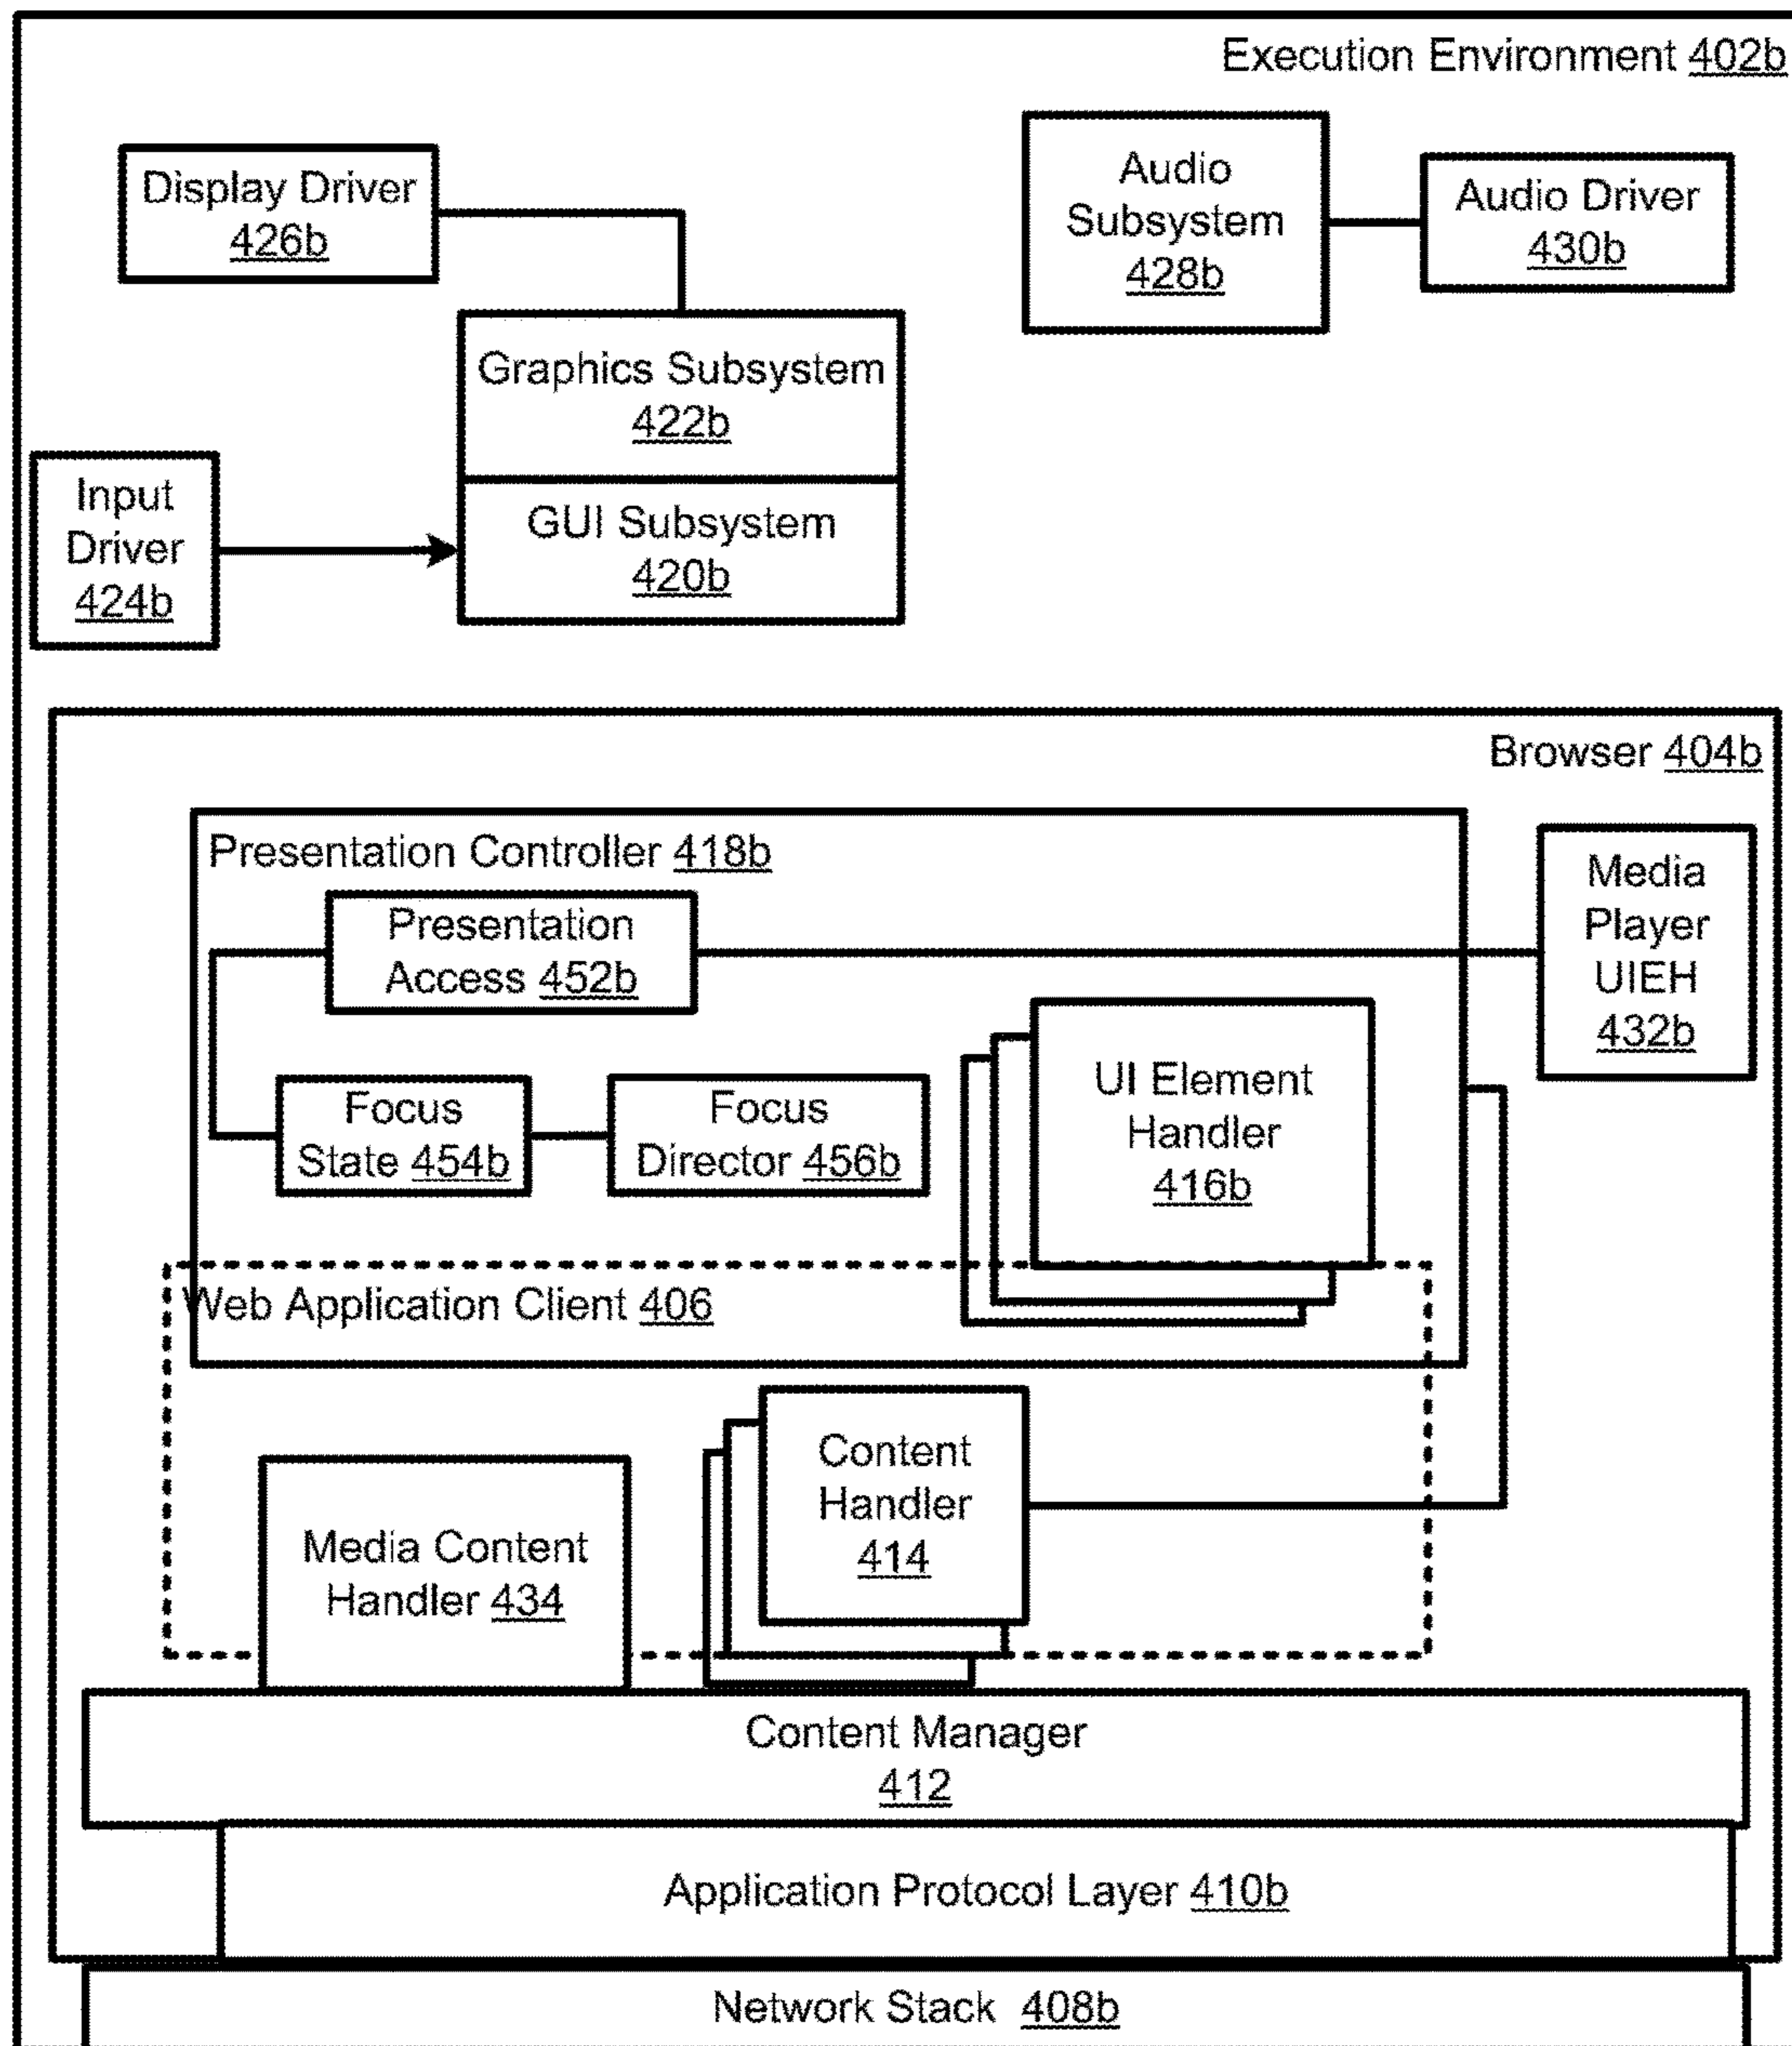 Execution Environment 402b
Display Driver
426b
Audio
Subsystem
428b
Audio Driver
430b
Graphics Subsystem
422b
Input
Driver
424b
GUI Subsystem
420b
Browser 404b
Presentation Controller 418b
Media
Player
UIEH
432b
Presentation
Access 452b
Focus
State 454b
Focus
Director 456b
UI Element
Handler
416b
Web Application Client 406
Content
Handler
414
Media Content
Handler 434
Content Manager
412
Application Protocol Layer 410b
Network Stack 408b